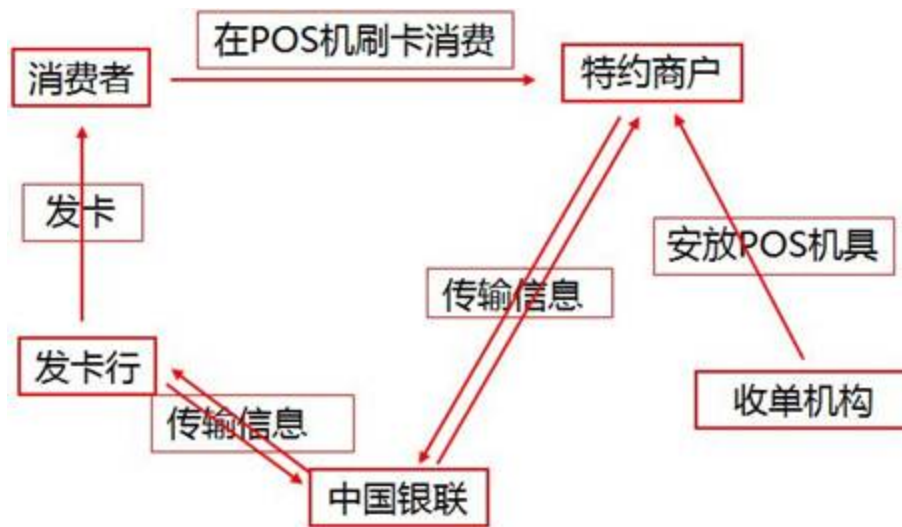 在POS机刷卡消费
消费者
特约商户
发卡
安放POS机具
传输信息
发卡行
收单机构
传输信息
中国银联